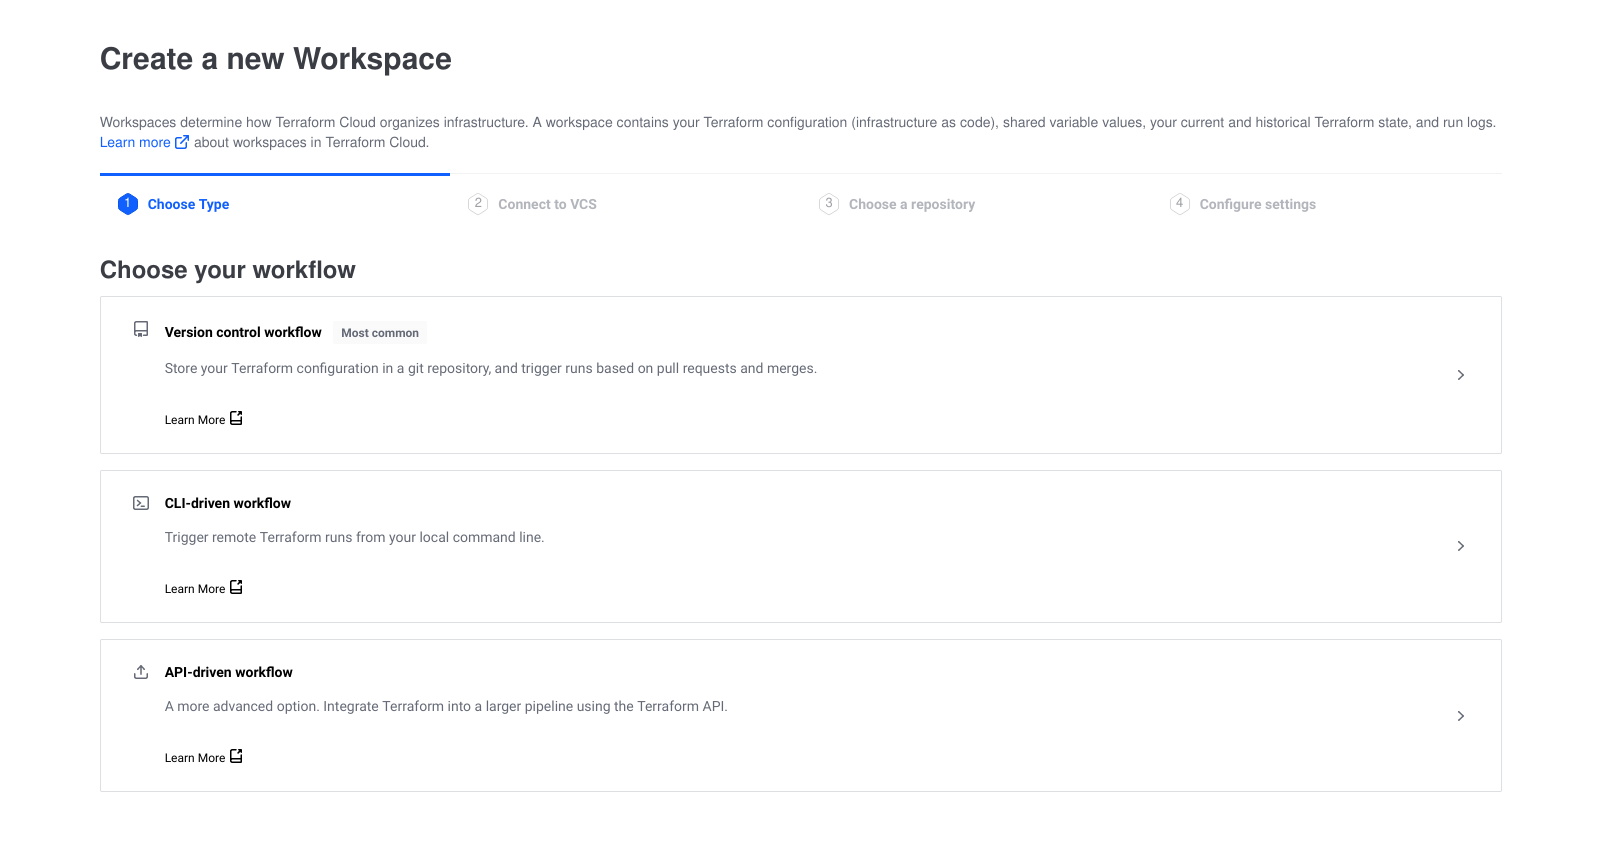 Create a new Workspace
Workspaces determine how Terraform Cloud organizes infrastructure. A workspace contains your Terraform configuration (infrastructure as code), shared variable values, your current and historical Terraform state, and run logs.
Learn more about workspaces in Terraform Cloud.
1 Choose Type 2 Connect to VCS 3 Choose a repository 4 Configure settings
Choose your workflow
Version control workflow Most common
Store your Terraform configuration in a git repository, and trigger runs based on pull requests and merges.
Learn More
CLI-driven workflow
Trigger remote Terraform runs from your local command line.
Learn More
API-driven workflow
A more advanced option. Integrate Terraform into a larger pipeline using the Terraform API.
Learn More